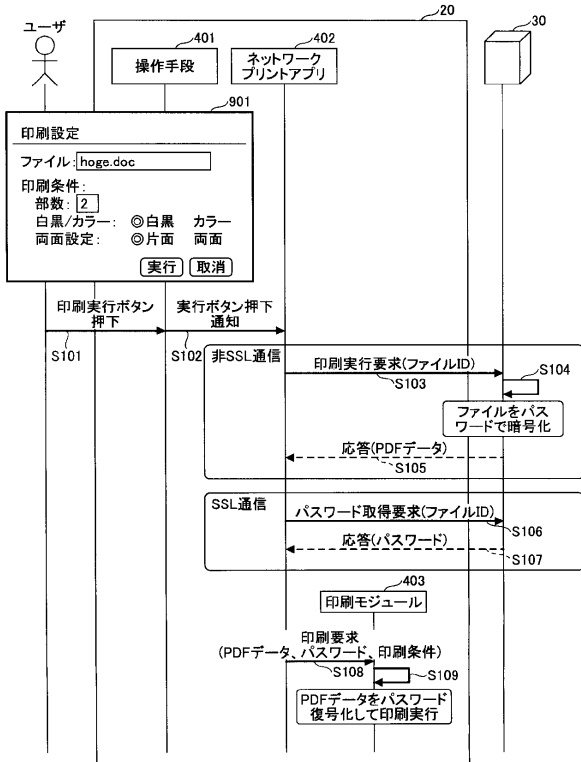 20
30
ユーザ
401
402
操作手段
ネットワーク
プリントアプリ
901
印刷設定
ファイル: hoge.doc
印刷条件:
部数: 2
白黒/カラー: ◎白黒 カラー
両面設定: ◎片面 両面
実行 取消
印刷実行ボタン
押下
実行ボタン押下
通知
S101
S102
非SSL通信
印刷実行要求(ファイルID)
S103
S104
ファイルをパス
ワードで暗号化
応答(PDFデータ)
S105
SSL通信
パスワード取得要求(ファイルID)
S106
応答(パスワード)
S107
403
印刷モジュール
印刷要求
(PDFデータ、パスワード、印刷条件)
S108
S109
PDFデータをパスワード
復号化して印刷実行